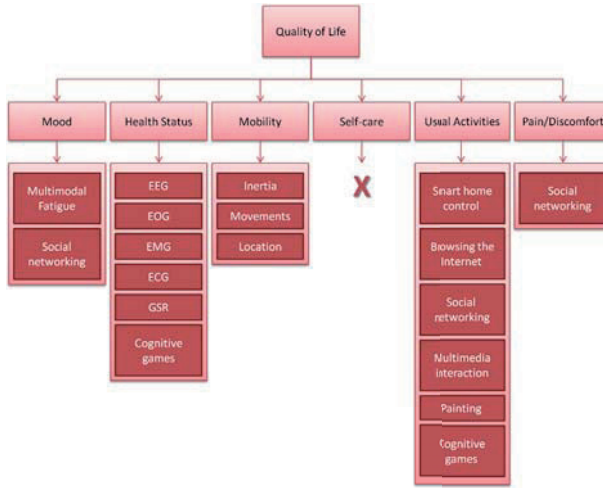 Quality of Life
Mood
Health Status
Mobility
Self-care
Usual Activities
Pain/Discomfort
Multimodal
Fatigue
Social
networking
EEG
EOG
EMG
ECG
GSR
Cognitive
games
Inertia
Movements
Location
X
Smart home
control
Browsing the
Internet
Social
networking
Multimedia
interaction
Painting
Cognitive
games
Social
networking